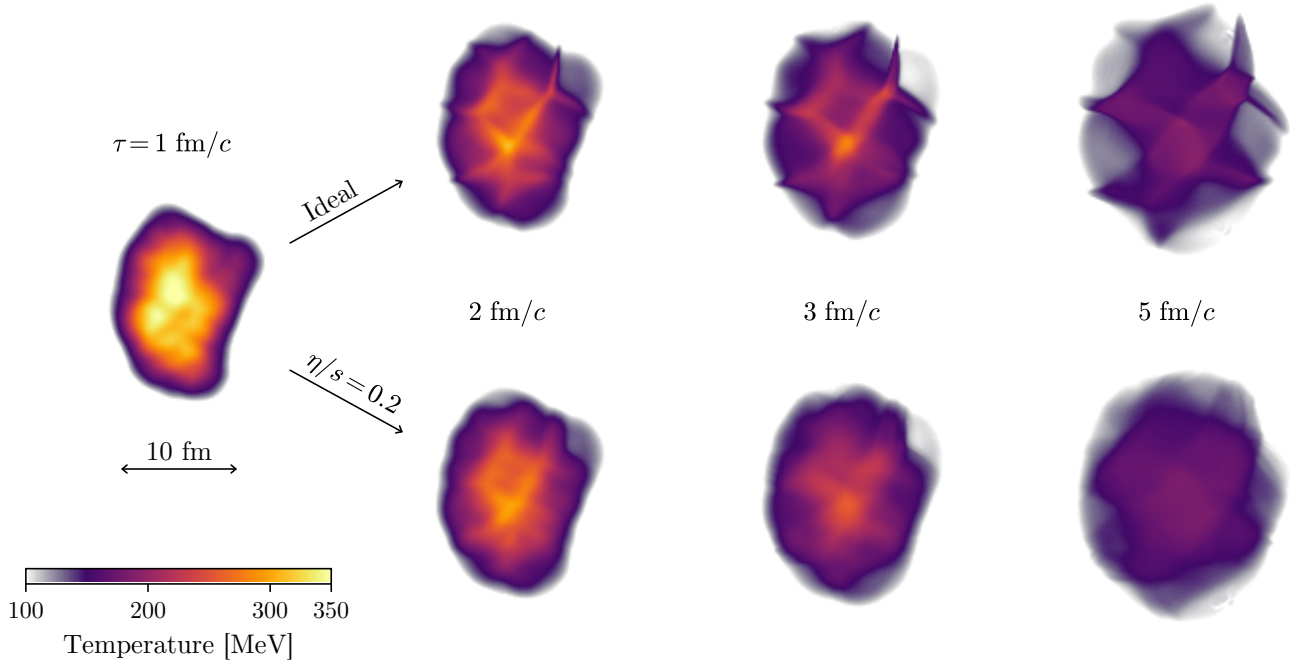 τ = 1 fm/c
Ideal
2 fm/c
3 fm/c
5 fm/c
η/s = 0.2
10 fm
100 200 300 350
Temperature [MeV]